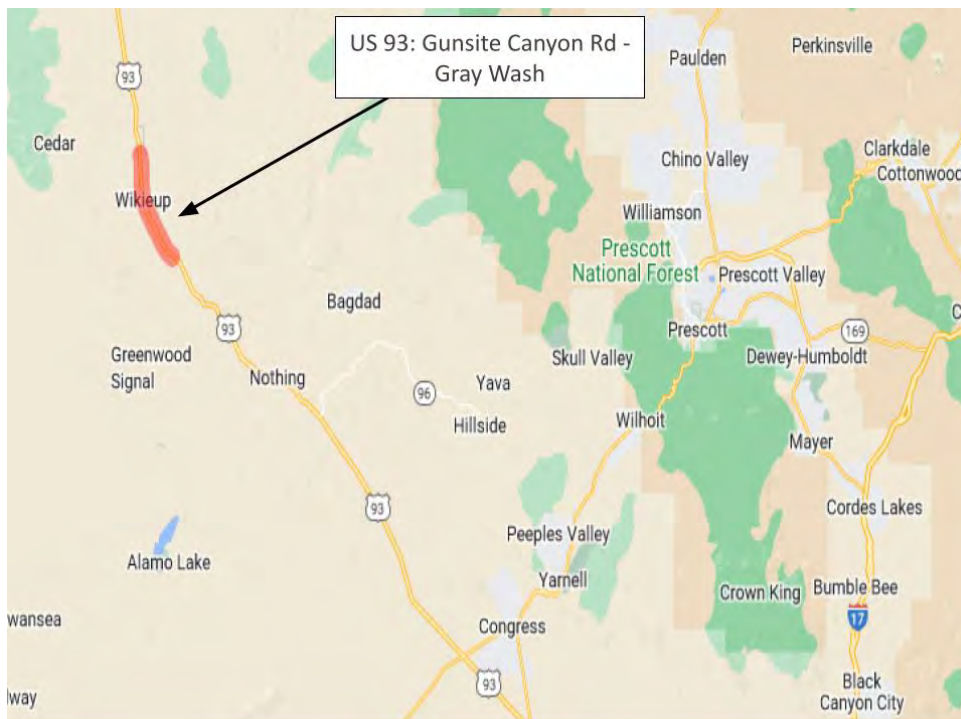 US 93: Gunsite Canyon Rd -
Gray Wash
Perkinsville
Paulden
93
Cedar
Clarkdale
Cottonwood
Chino Valley
Wikieup
Williamson
Prescott
National Forest
Prescott Valley
Bagdad
93
Prescott
169
Skull Valley
Dewey-Humboldt
Greenwood
Signal
Nothing
Yava
96
Hillside
Wilhoit
Mayer
93
Cordes Lakes
Peeples Valley
Alamo Lake
Yarnell
Crown King
Bumble Bee
17
wansea
Congress
93
Black
Canyon City
lway
C